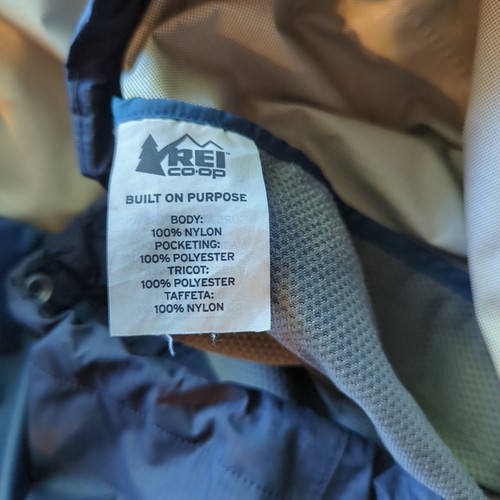 REI
CO·OP
BUILT ON PURPOSE
BODY:
100% NYLON
POCKETING:
100% POLYESTER
TRICOT:
100% POLYESTER
TAFFETA:
100% NYLON